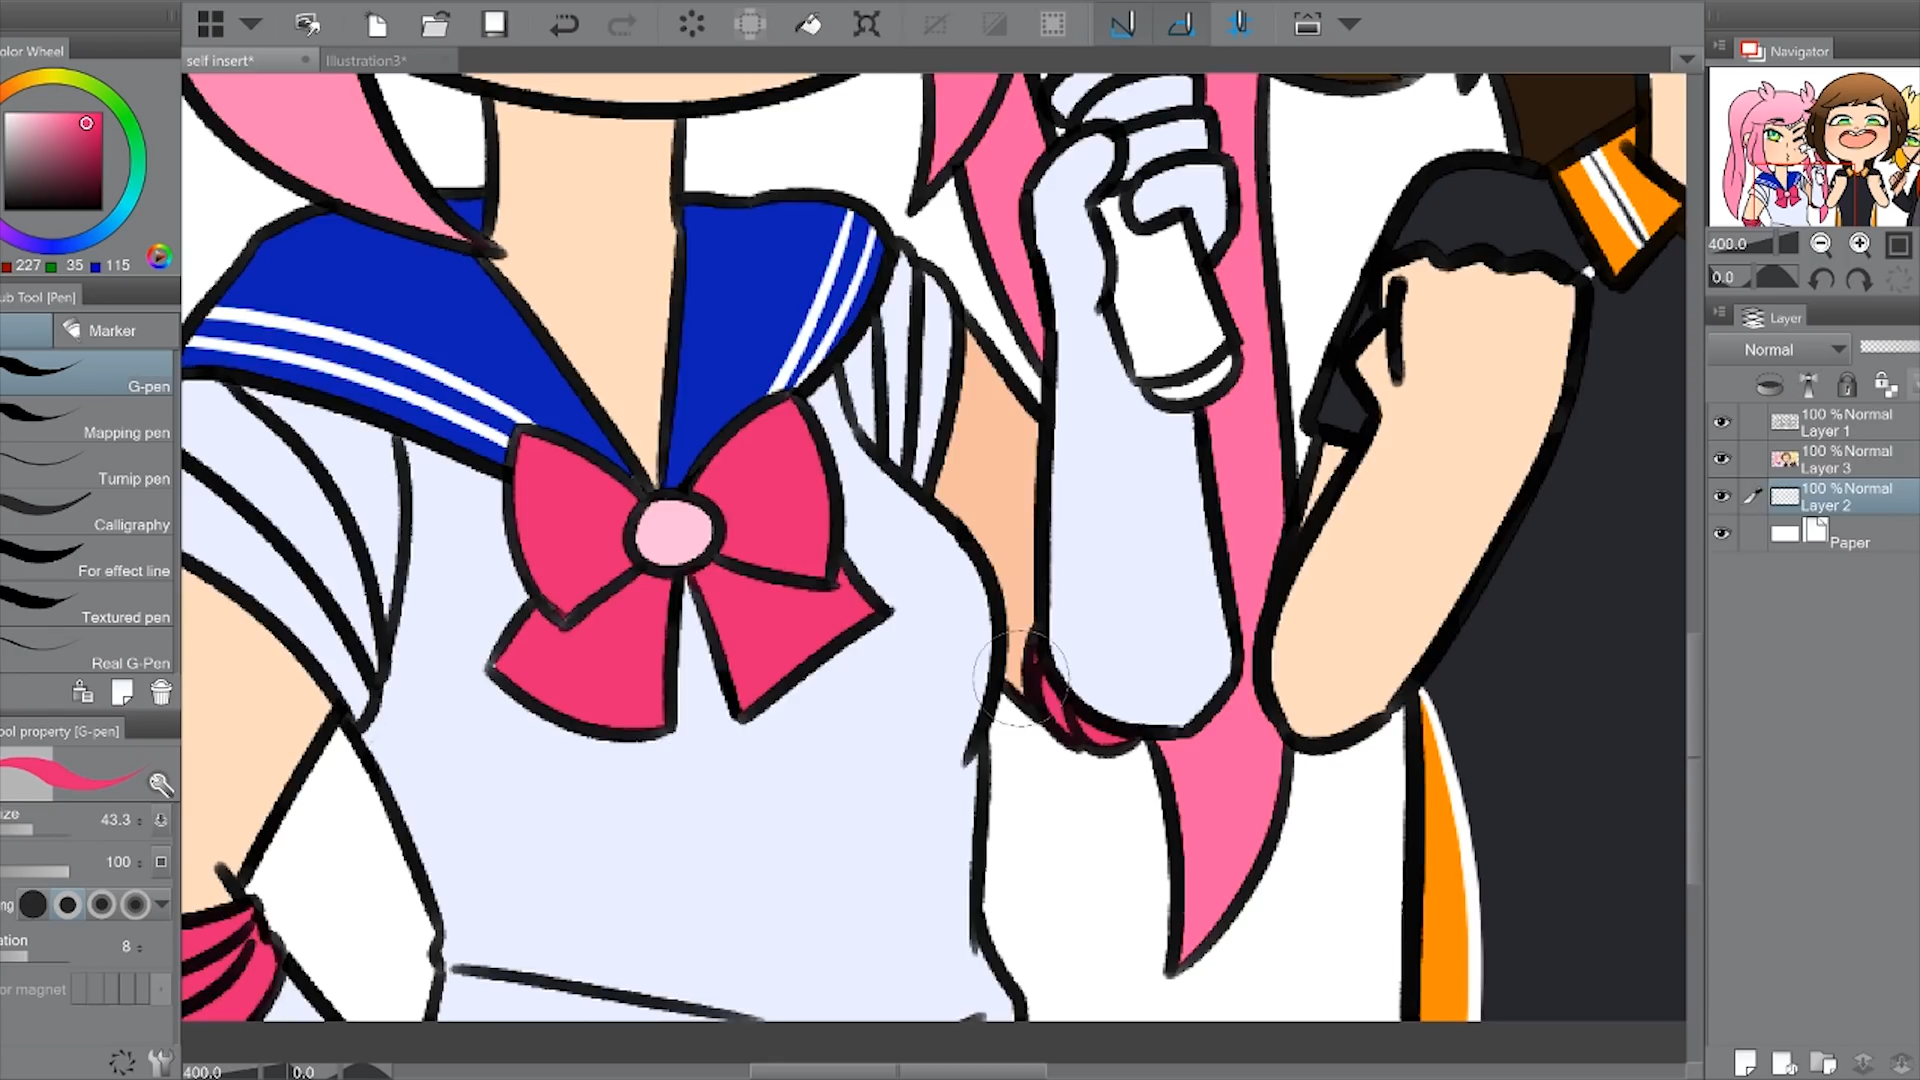 self insert*
Illustration3*
olor Wheel
227 35 115
ub Tool [Pen]
Marker
G-pen
Mapping pen
Turnip pen
Calligraphy
For effect line
Textured pen
Real G-Pen
ool property [G-pen]
ize 43.3
100
ng
ation 8
or magnet
400.0 0.0
Navigator
400.0
0.0
Layer
Normal
100 %Normal
Layer 1
100 %Normal
Layer 3
100 %Normal
Layer 2
Paper